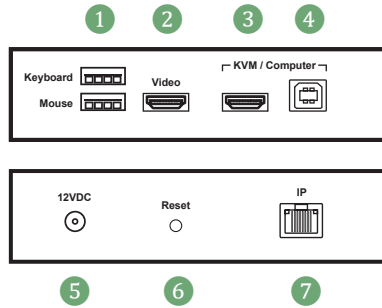 1 2 3 4
KVM / Computer
Keyboard
Video
Mouse
12VDC
Reset
IP
5 6 7